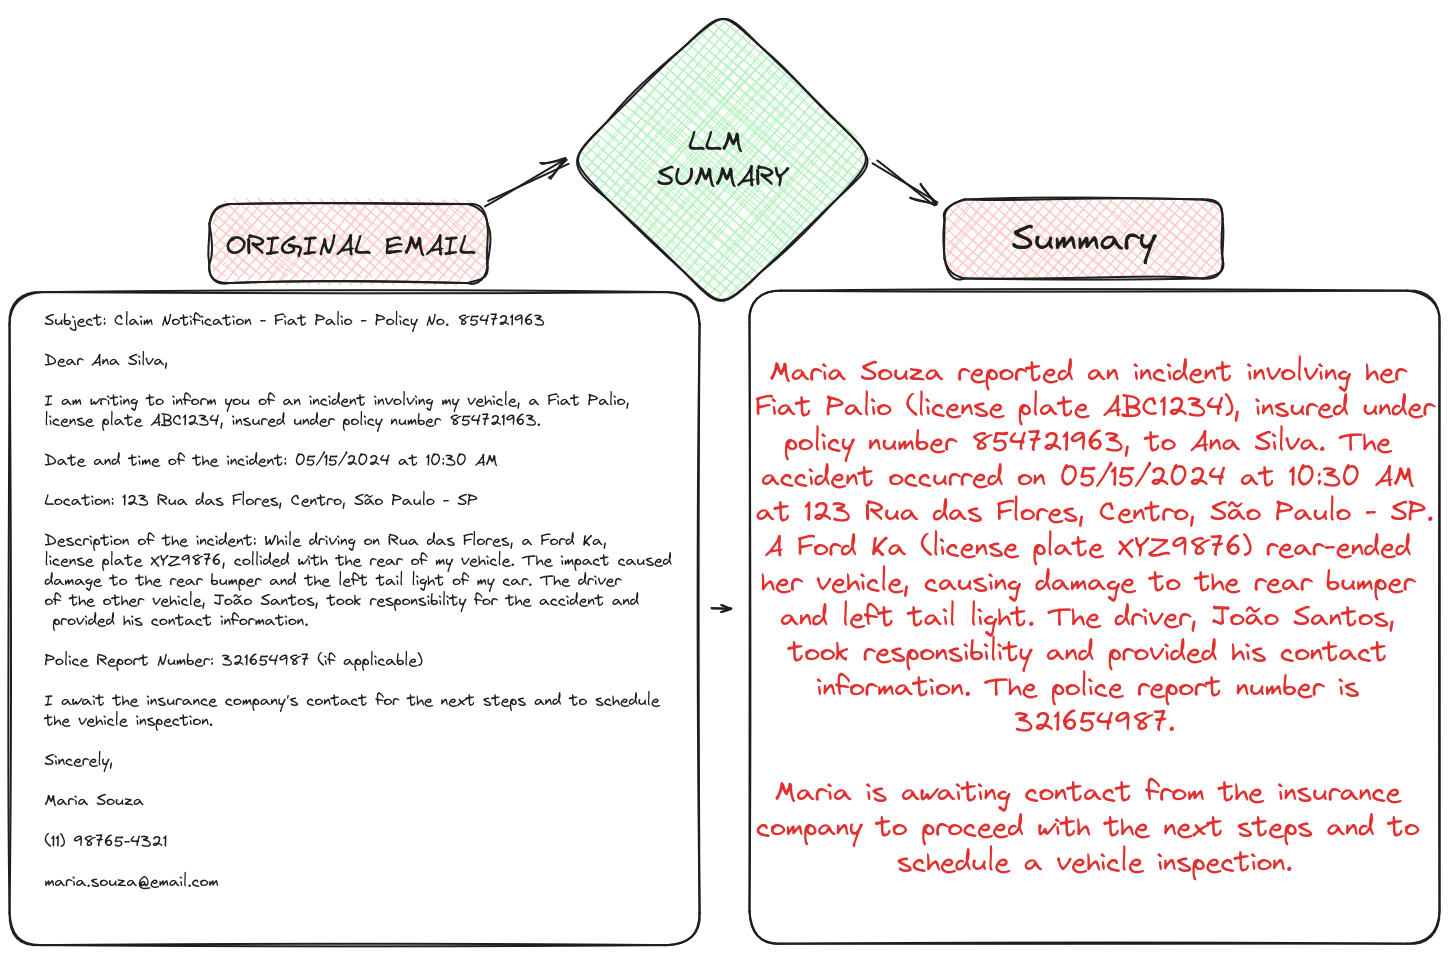 LLM
SUMMARY
ORIGINAL EMAIL
Summary
Subject: Claim Notification - Fiat Palio - Policy No. 854721963
Dear Ana Silva,
I am writing to inform you of an incident involving my vehicle, a Fiat Palio,
license plate ABC1234, insured under policy number 854721963.
Date and time of the incident: 05/15/2024 at 10:30 AM
Location: 123 Rua das Flores, Centro, São Paulo - SP
Description of the incident: While driving on Rua das Flores, a Ford Ka,
license plate XYZ9876, collided with the rear of my vehicle. The impact caused
damage to the rear bumper and the left tail light of my car. The driver
of the other vehicle, João Santos, took responsibility for the accident and
provided his contact information.
Police Report Number: 321654987 (if applicable)
I await the insurance company's contact for the next steps and to schedule
the vehicle inspection.
Sincerely,
Maria Souza
(11) 98765-4321
maria.souza@email.com
Maria Souza reported an incident involving her
Fiat Palio (license plate ABC1234), insured under
policy number 854721963, to Ana Silva. The
accident occurred on 05/15/2024 at 10:30 AM
at 123 Rua das Flores, Centro, São Paulo - SP.
A Ford Ka (license plate XYZ9876) rear-ended
her vehicle, causing damage to the rear bumper
and left tail light. The driver, João Santos,
took responsibility and provided his contact
information. The police report number is
321654987.
Maria is awaiting contact from the insurance
company to proceed with the next steps and to
schedule a vehicle inspection.